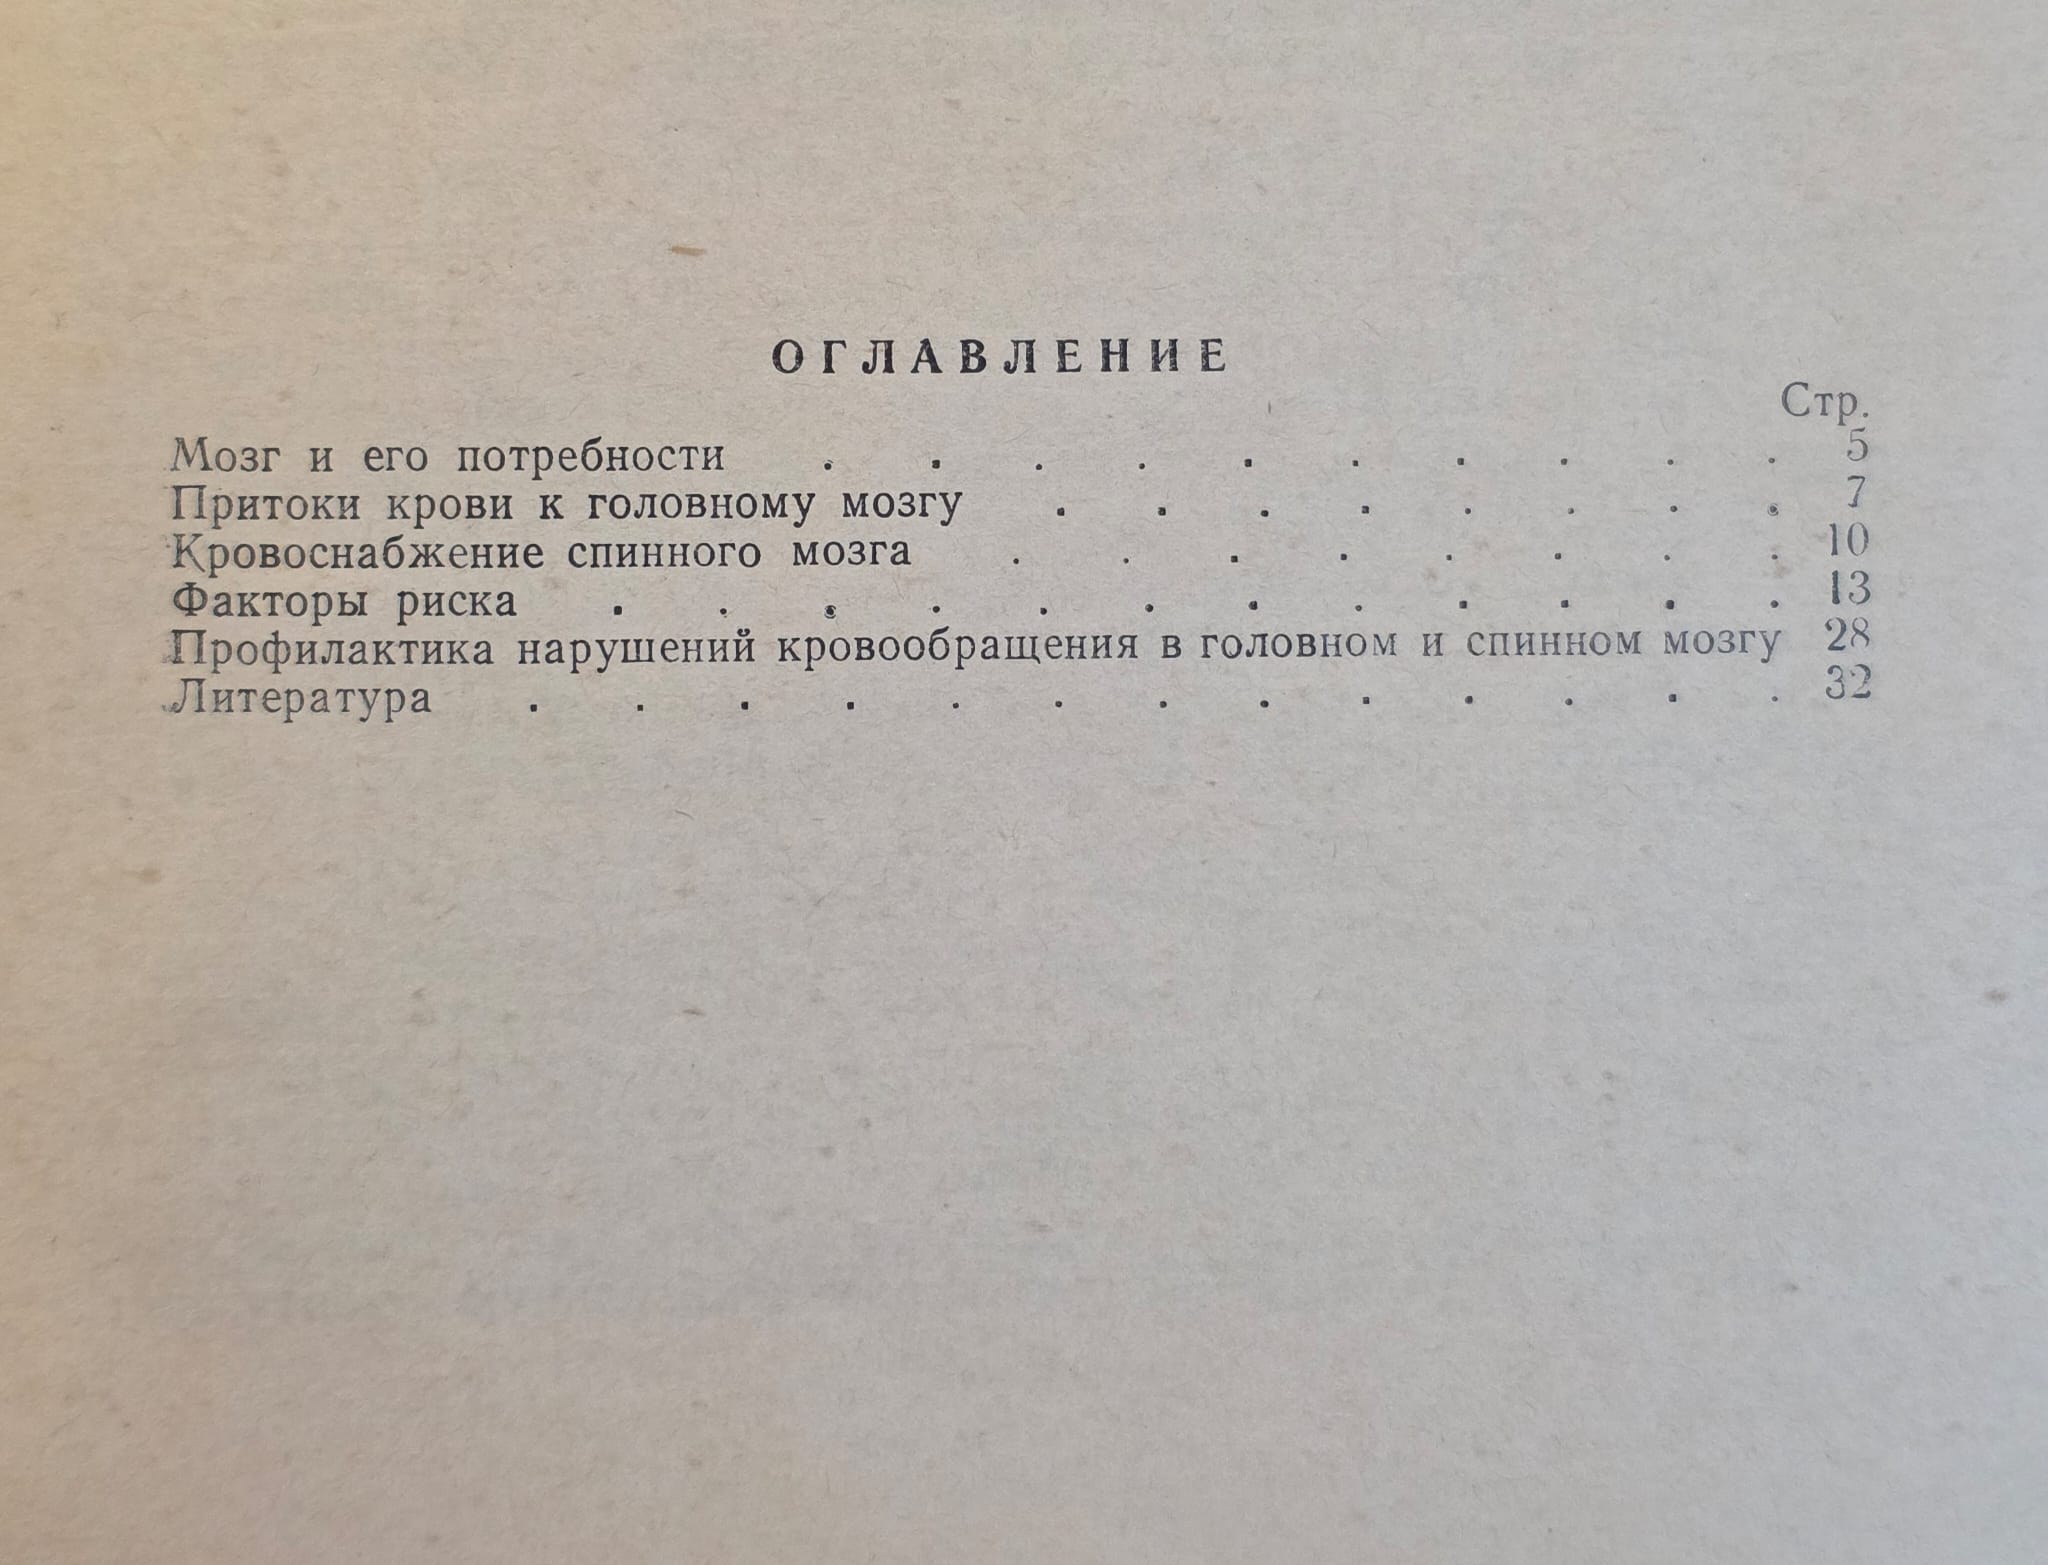 ОГЛАВЛЕНИЕ
Стр.
Мозг и его потребности . . . . . . . . . . 5
Притоки крови к головному мозгу . . . . . . . . 7
Кровоснабжение спинного мозга . . . . . . . . 10
Факторы риска . . . . . . . . . . . . 13
Профилактика нарушений кровообращения в головном и спинном мозгу 28
Литература . . . . . . . . . . . . . 32